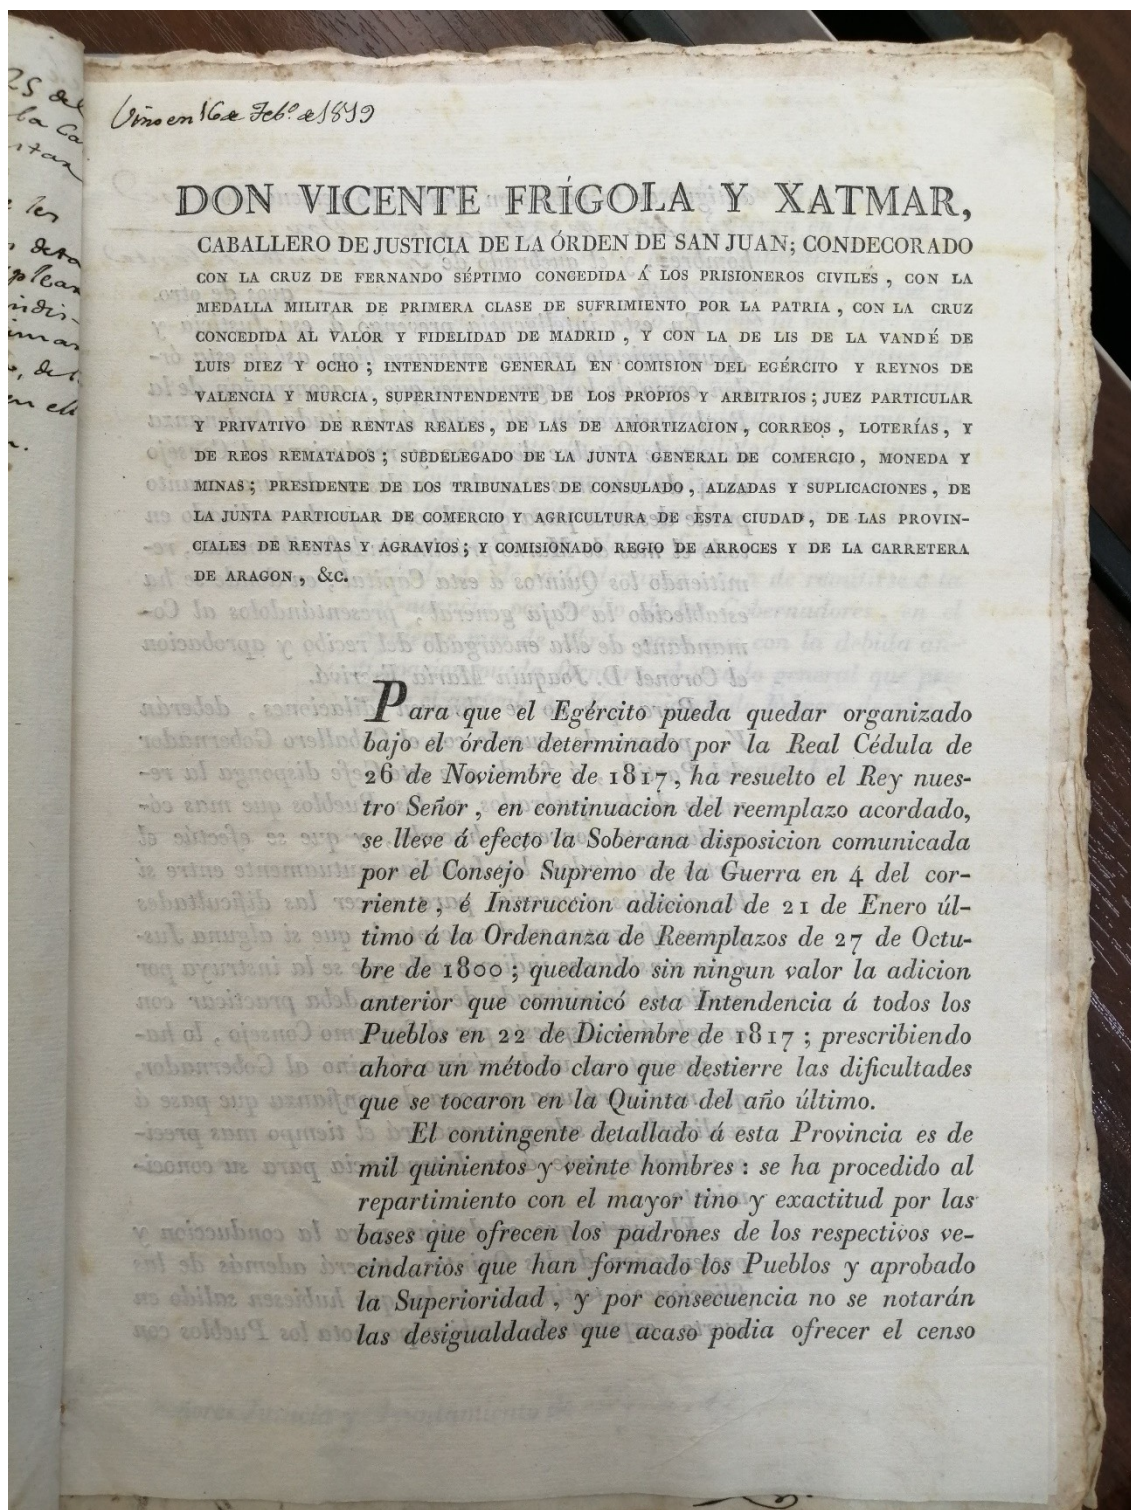 25 del
la Ca
stan
les
deta
plean
indis-
imas
o, del
en el
Vino en 16 de Feb.º de 1819
DON VICENTE FRÍGOLA Y XATMAR,
CABALLERO DE JUSTICIA DE LA ÓRDEN DE SAN JUAN; CONDECORADO
CON LA CRUZ DE FERNANDO SÉPTIMO CONCEDIDA Á LOS PRISIONEROS CIVILES, CON LA
MEDALLA MILITAR DE PRIMERA CLASE DE SUFRIMIENTO POR LA PATRIA, CON LA CRUZ
CONCEDIDA AL VALOR Y FIDELIDAD DE MADRID, Y CON LA DE LIS DE LA VANDÉ DE
LUIS DIEZ Y OCHO; INTENDENTE GENERAL EN COMISION DEL EGÉRCITO Y REYNOS DE
VALENCIA Y MURCIA, SUPERINTENDENTE DE LOS PROPIOS Y ARBITRIOS; JUEZ PARTICULAR
Y PRIVATIVO DE RENTAS REALES, DE LAS DE AMORTIZACION, CORREOS, LOTERÍAS, Y
DE REOS REMATADOS; SUBDELEGADO DE LA JUNTA GENERAL DE COMERCIO, MONEDA Y
MINAS; PRESIDENTE DE LOS TRIBUNALES DE CONSULADO, ALZADAS Y SUPLICACIONES, DE
LA JUNTA PARTICULAR DE COMERCIO Y AGRICULTURA DE ESTA CIUDAD, DE LAS PROVIN-
CIALES DE RENTAS Y AGRAVIOS; Y COMISIONADO REGIO DE ARROCES Y DE LA CARRETERA
DE ARAGON, &c.
Para que el Egército pueda quedar organizado
bajo el órden determinado por la Real Cédula de
26 de Noviembre de 1817, ha resuelto el Rey nues-
tro Señor, en continuacion del reemplazo acordado,
se lleve á efecto la Soberana disposicion comunicada
por el Consejo Supremo de la Guerra en 4 del cor-
riente, é Instruccion adicional de 21 de Enero úl-
timo á la Ordenanza de Reemplazos de 27 de Octu-
bre de 1800; quedando sin ningun valor la adicion
anterior que comunicó esta Intendencia á todos los
Pueblos en 22 de Diciembre de 1817; prescribiendo
ahora un método claro que destierre las dificultades
que se tocaron en la Quinta del año último.
El contingente detallado á esta Provincia es de
mil quinientos y veinte hombres: se ha procedido al
repartimiento con el mayor tino y exactitud por las
bases que ofrecen los padrones de los respectivos ve-
cindarios que han formado los Pueblos y aprobado
la Superioridad, y por consecuencia no se notarán
las desigualdades que acaso podia ofrecer el censo